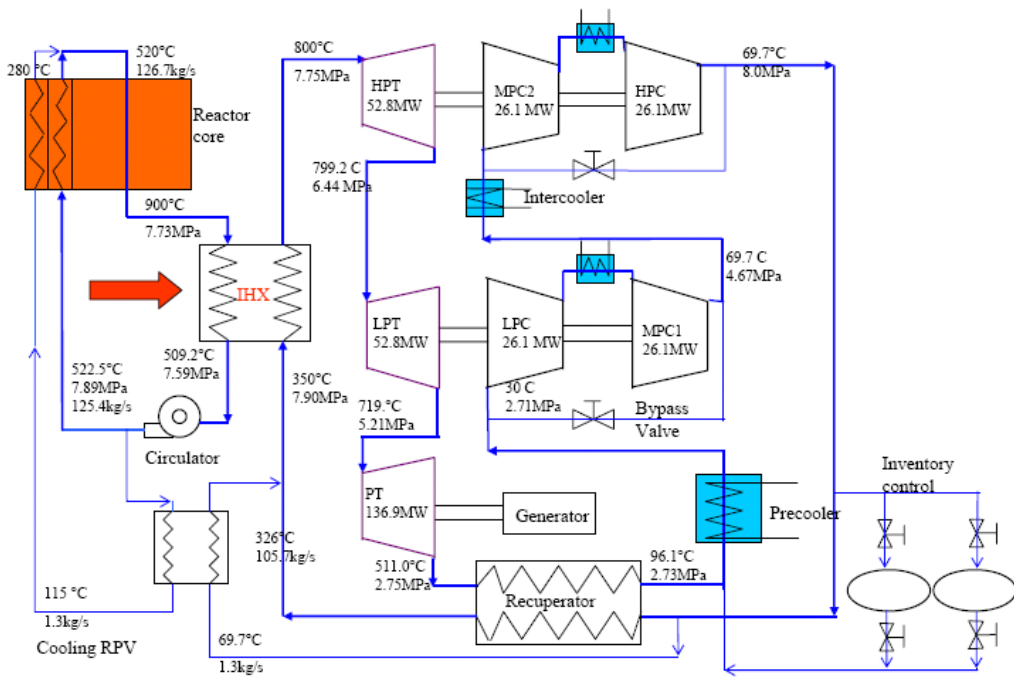 280 °C
520°C
126.7kg/s
Reactor
core
900°C
7.73MPa
IHX
509.2°C
7.59MPa
522.5°C
7.89MPa
125.4kg/s
Circulator
115 °C
1.3kg/s
Cooling RPV
69.7°C
1.3kg/s
800°C
7.75MPa
HPT
52.8MW
MPC2
26.1 MW
HPC
26.1MW
69.7°C
8.0MPa
799.2 C
6.44 MPa
Intercooler
69.7 C
4.67MPa
LPT
52.8MW
LPC
26.1 MW
MPC1
26.1MW
350°C
7.90MPa
719.°C
5.21MPa
30 C
2.71MPa
Bypass
Valve
PT
136.9MW
Generator
Precooler
Inventory
control
326°C
105.7kg/s
511.0°C
2.75MPa
Recuperator
96.1°C
2.73MPa